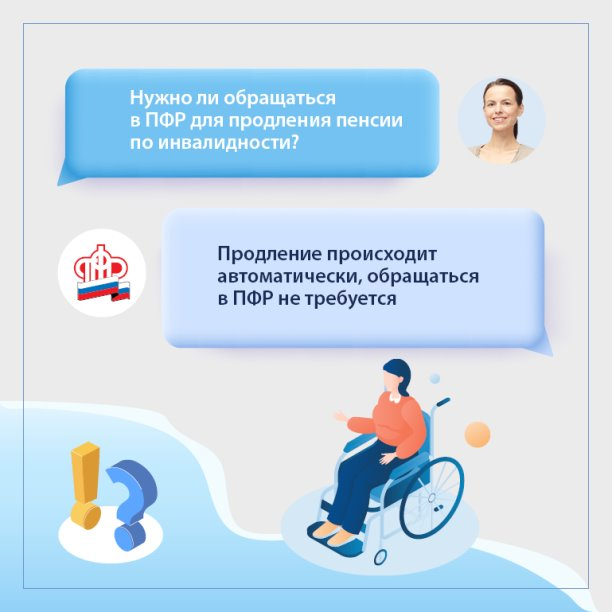 Нужно ли обращаться
в ПФР для продления пенсии
по инвалидности?
Продление происходит
автоматически, обращаться
в ПФР не требуется